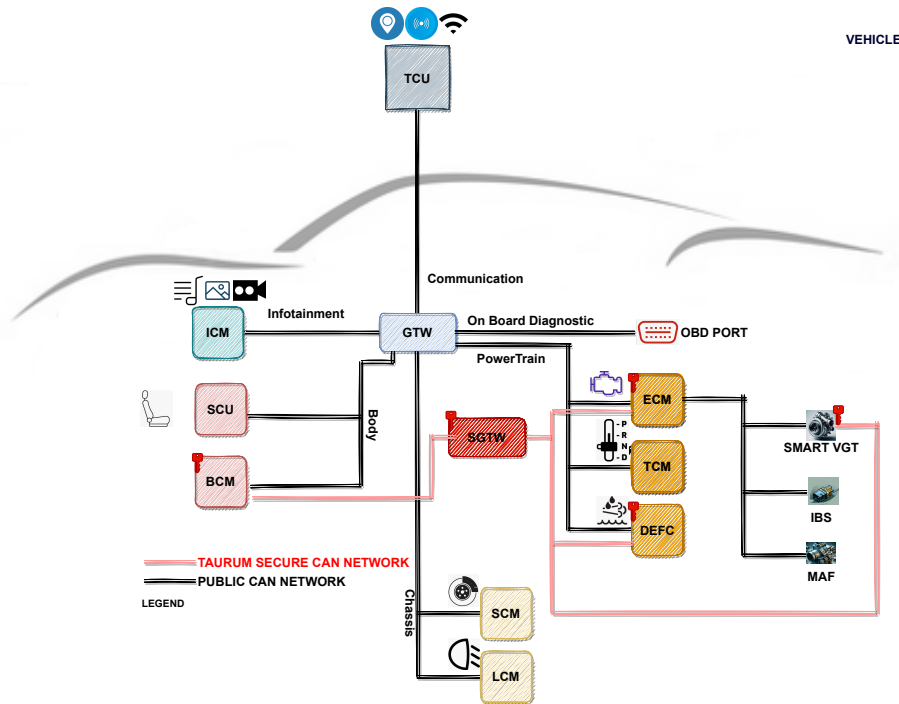 VEHICLE
TCU
Communication
Infotainment
On Board Diagnostic
ICM
GTW
OBD PORT
PowerTrain
SCU
Body
ECM
- P
- R
N
- D
SGTW
SMART VGT
BCM
TCM
IBS
DEFC
TAURUM SECURE CAN NETWORK
PUBLIC CAN NETWORK
MAF
LEGEND
Chassis
SCM
LCM